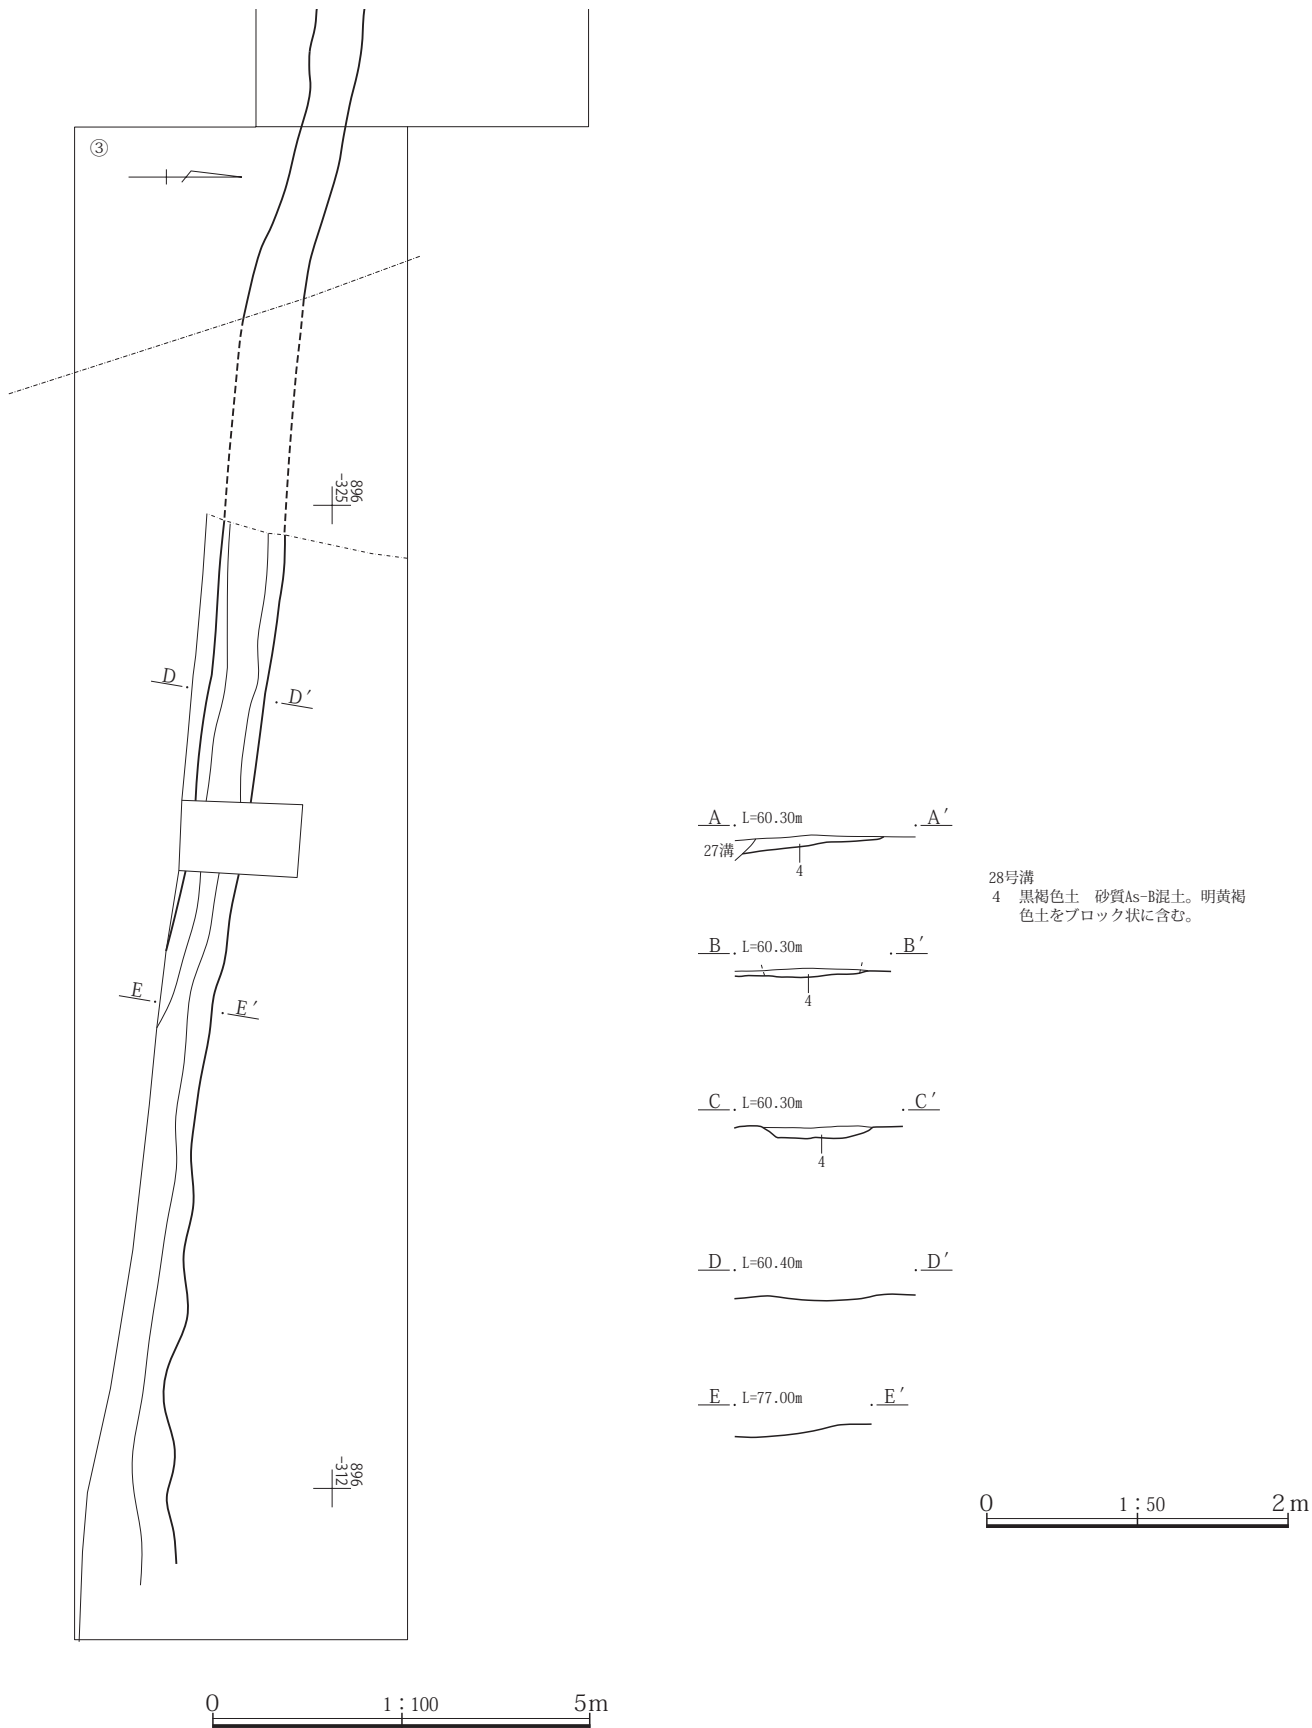 ③
896
-325
D
D′
E
E′
896
-312
0 1：100 5m
A L=60.30m A′
27溝
4
B L=60.30m B′
4
C L=60.30m C′
4
D L=60.40m D′
E L=77.00m E′
28号溝
4 黒褐色土 砂質As-B混土。明黄褐
色土をブロック状に含む。
0 1：50 2m